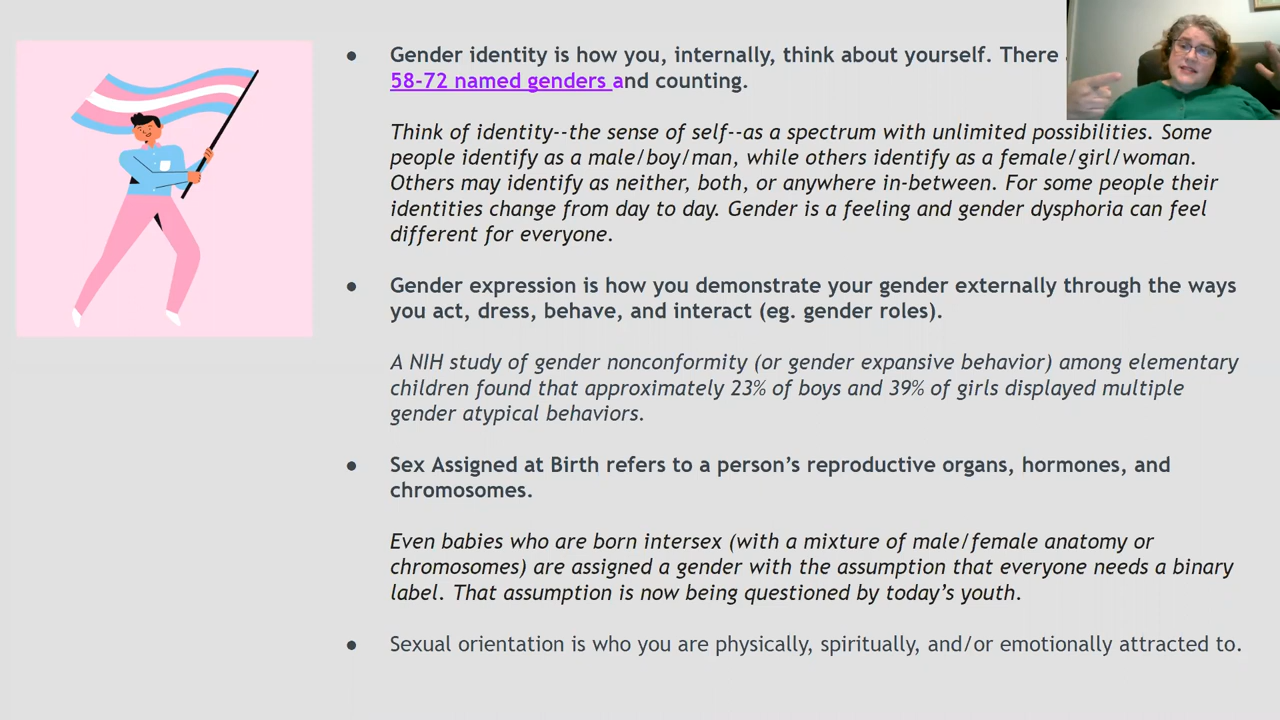 Gender identity is how you, internally, think about yourself. There
58-72 named genders and counting.
Think of identity--the sense of self--as a spectrum with unlimited possibilities. Some
people identify as a male/boy/man, while others identify as a female/girl/woman.
Others may identify as neither, both, or anywhere in-between. For some people their
identities change from day to day. Gender is a feeling and gender dysphoria can feel
different for everyone.
Gender expression is how you demonstrate your gender externally through the ways
you act, dress, behave, and interact (eg. gender roles).
A NIH study of gender nonconformity (or gender expansive behavior) among elementary
children found that approximately 23% of boys and 39% of girls displayed multiple
gender atypical behaviors.
Sex Assigned at Birth refers to a person’s reproductive organs, hormones, and
chromosomes.
Even babies who are born intersex (with a mixture of male/female anatomy or
chromosomes) are assigned a gender with the assumption that everyone needs a binary
label. That assumption is now being questioned by today’s youth.
Sexual orientation is who you are physically, spiritually, and/or emotionally attracted to.